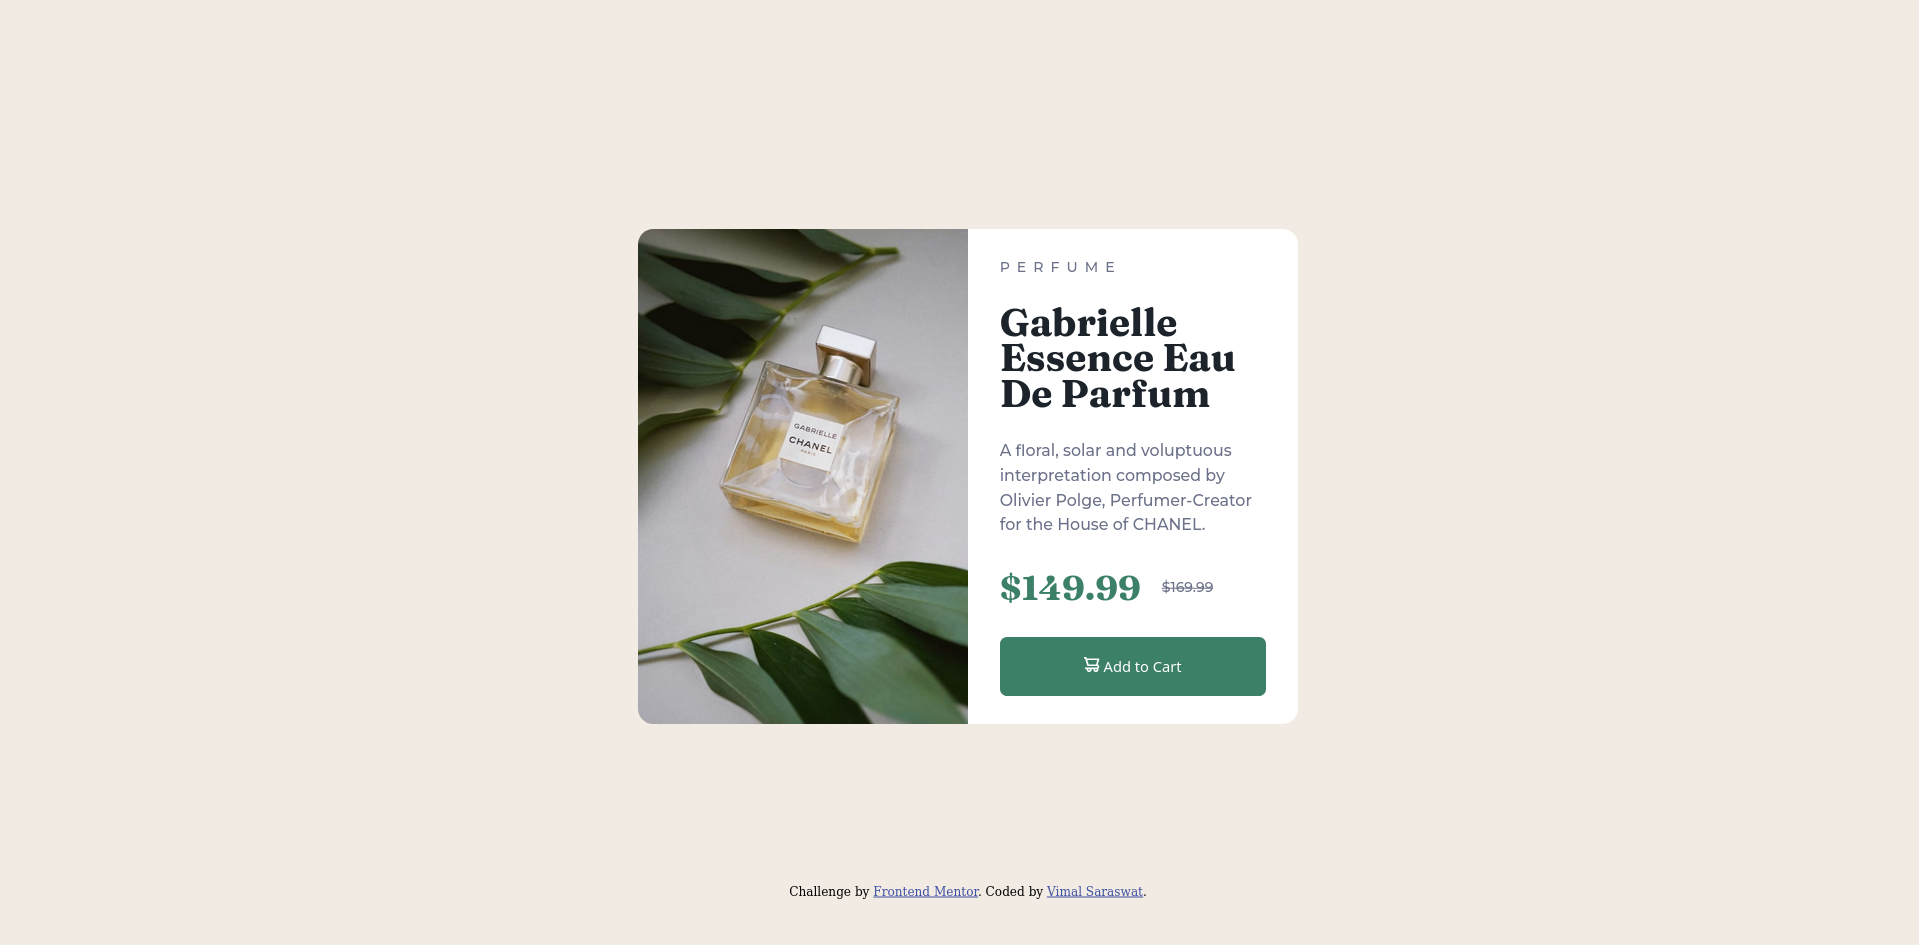 GABRIELLE
CHANEL
PARIS
PERFUME
Gabrielle
Essence Eau
De Parfum
A floral, solar and voluptuous
interpretation composed by
Olivier Polge, Perfumer-Creator
for the House of CHANEL.
$149.99 $169.99
Add to Cart
Challenge by Frontend Mentor. Coded by Vimal Saraswat.